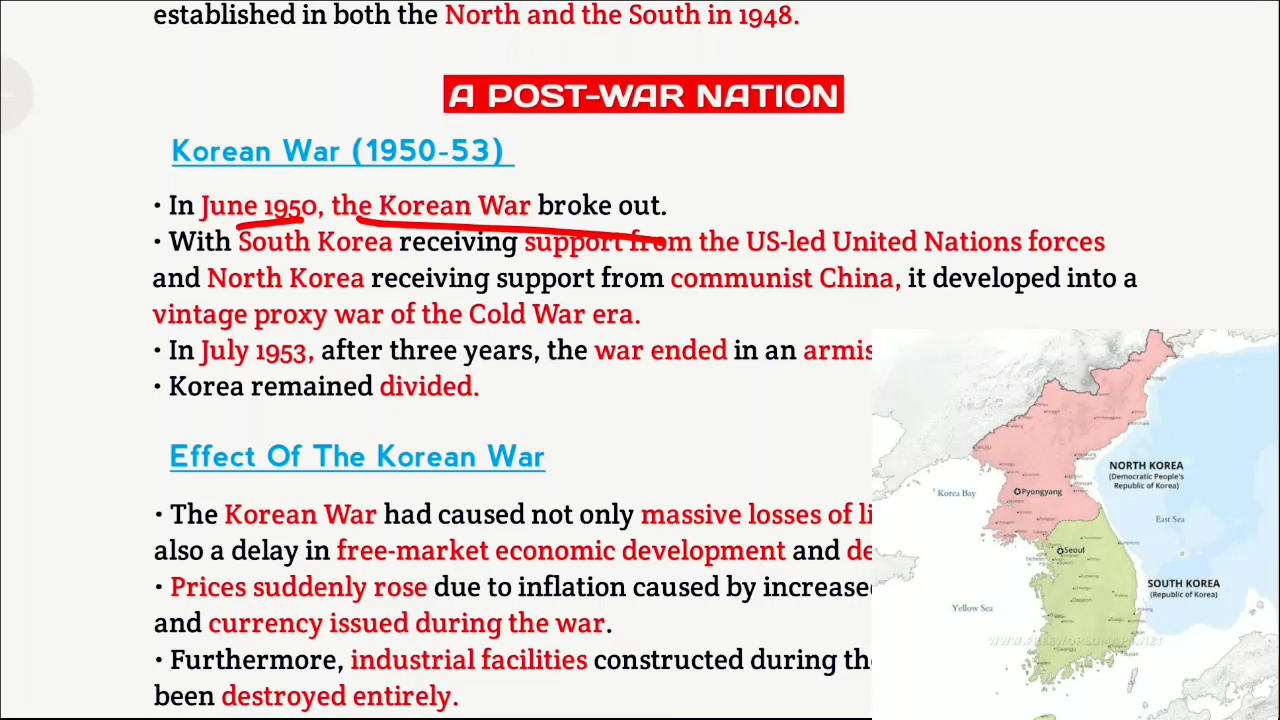 established in both the North and the South in 1948.
A POST-WAR NATION
Korean War (1950-53)
• In June 1950, the Korean War broke out.
• With South Korea receiving support from the US-led United Nations forces
and North Korea receiving support from communist China, it developed into a
vintage proxy war of the Cold War era.
• In July 1953, after three years, the war ended in an armis
• Korea remained divided.
Effect Of The Korean War
• The Korean War had caused not only massive losses of li
also a delay in free-market economic development and de
• Prices suddenly rose due to inflation caused by increase
and currency issued during the war.
• Furthermore, industrial facilities constructed during th
been destroyed entirely.
NORTH KOREA
(Democratic People's
Republic of Korea)
Korea Bay
Pyongyang
East Sea
Seoul
SOUTH KOREA
(Republic of Korea)
Yellow Sea